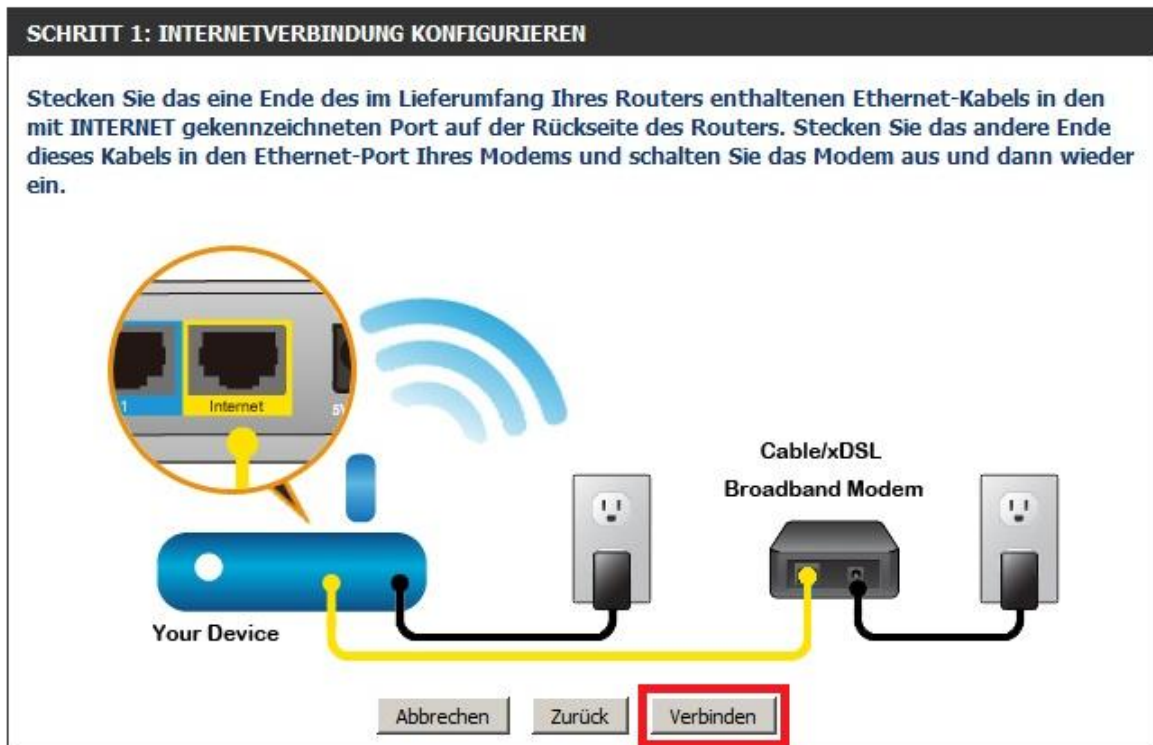 SCHRITT 1: INTERNETVERBINDUNG KONFIGURIEREN
Stecken Sie das eine Ende des im Lieferumfang Ihres Routers enthaltenen Ethernet-Kabels in den
mit INTERNET gekennzeichneten Port auf der Rückseite des Routers. Stecken Sie das andere Ende
dieses Kabels in den Ethernet-Port Ihres Modems und schalten Sie das Modem aus und dann wieder
ein.
1
Internet
5V
Cable/xDSL
Broadband Modem
Your Device
Abbrechen
Zurück
Verbinden